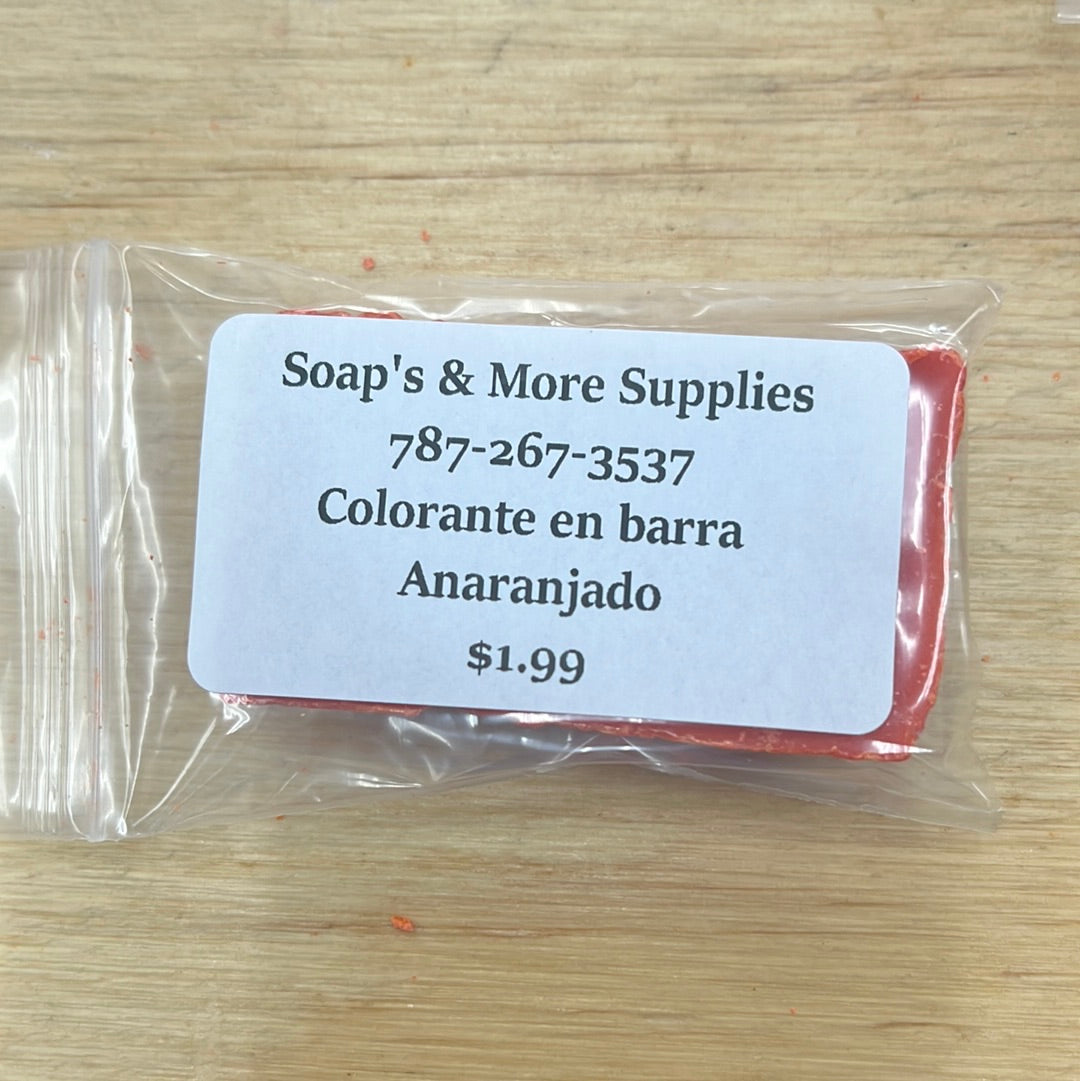 Soap's & More Supplies
787-267-3537
Colorante en barra
Anaranjado
$1.99